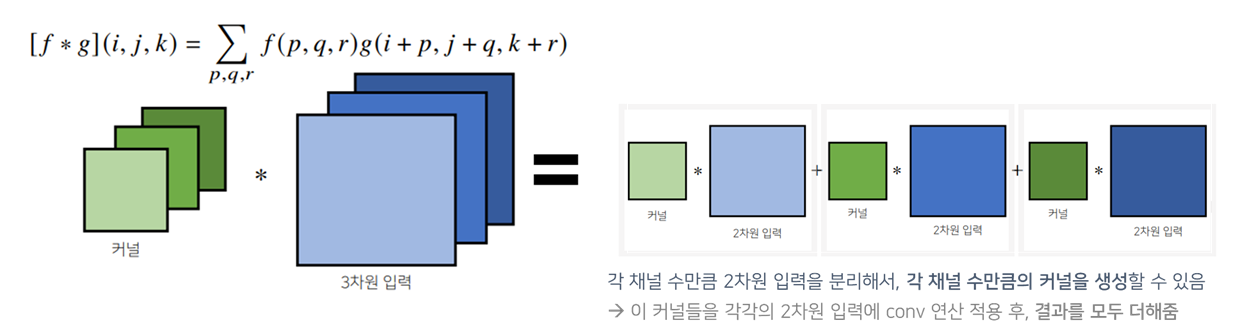 [f * g](i, j, k) = ∑ f(p, q, r)g(i + p, j + q, k + r)
p,q,r
*
=
커널
3차원 입력
* + * + *
커널 커널 커널
2차원 입력 2차원 입력 2차원 입력
각 채널 수만큼 2차원 입력을 분리해서, 각 채널 수만큼의 커널을 생성할 수 있음
→ 이 커널들을 각각의 2차원 입력에 conv 연산 적용 후, 결과를 모두 더해줌